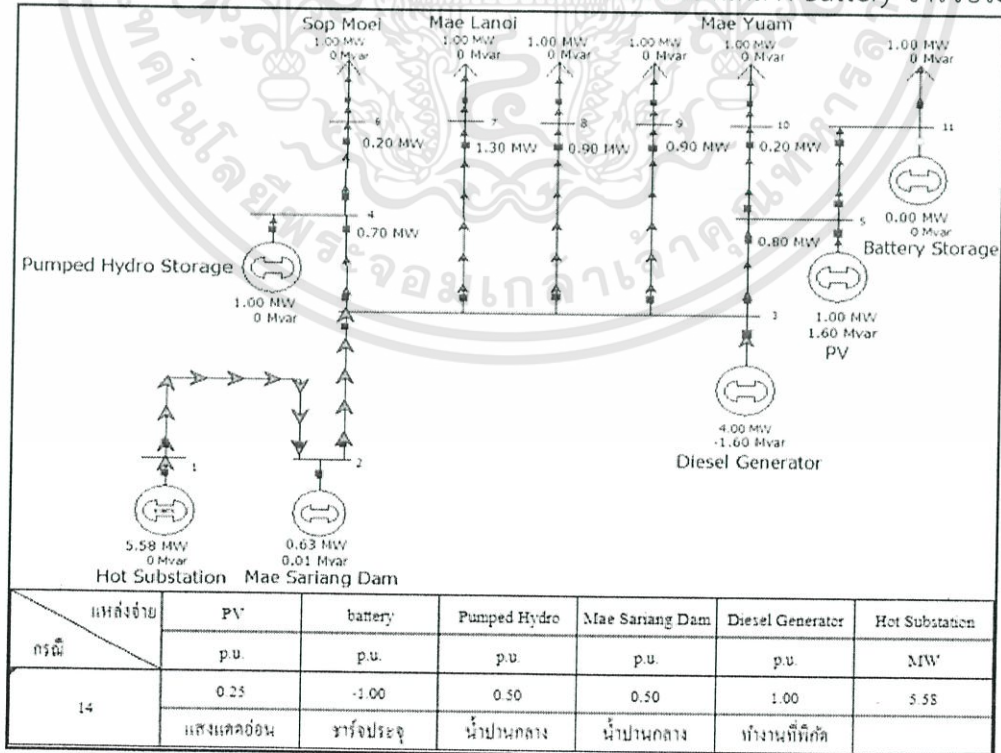 Battery
Sop Moei Mae Lanoi Mae Yuam
1.00 MW 1.00 MW 1.00 MW 1.00 MW 1.00 MW 1.00 MW
0 Mvar 0 Mvar 0 Mvar 0 Mvar 0 Mvar 0 Mvar
6 7 8 9 10 11
0.20 MW 1.30 MW 0.90 MW 0.90 MW 0.20 MW
4 5
0.70 MW 0.80 MW
0.00 MW
0 Mvar
Battery Storage
Pumped Hydro Storage
1.00 MW
0 Mvar
1.00 MW
1.60 Mvar
PV
3
4.00 MW
-1.60 Mvar
Diesel Generator
1 2
5.58 MW 0.63 MW
0 Mvar 0.01 Mvar
Hot Substation Mae Sariang Dam
แหล่งจ่าย PV battery Pumped Hydro Mae Sariang Dam Diesel Generator Hot Substation
กรณี p.u. p.u. p.u. p.u. p.u. MW
14 0.25 -1.00 0.50 0.50 1.00 5.58
แสงแดดอ่อน ชาร์จประจุ น้ำปานกลาง น้ำปานกลาง ทำงานที่พิกัด